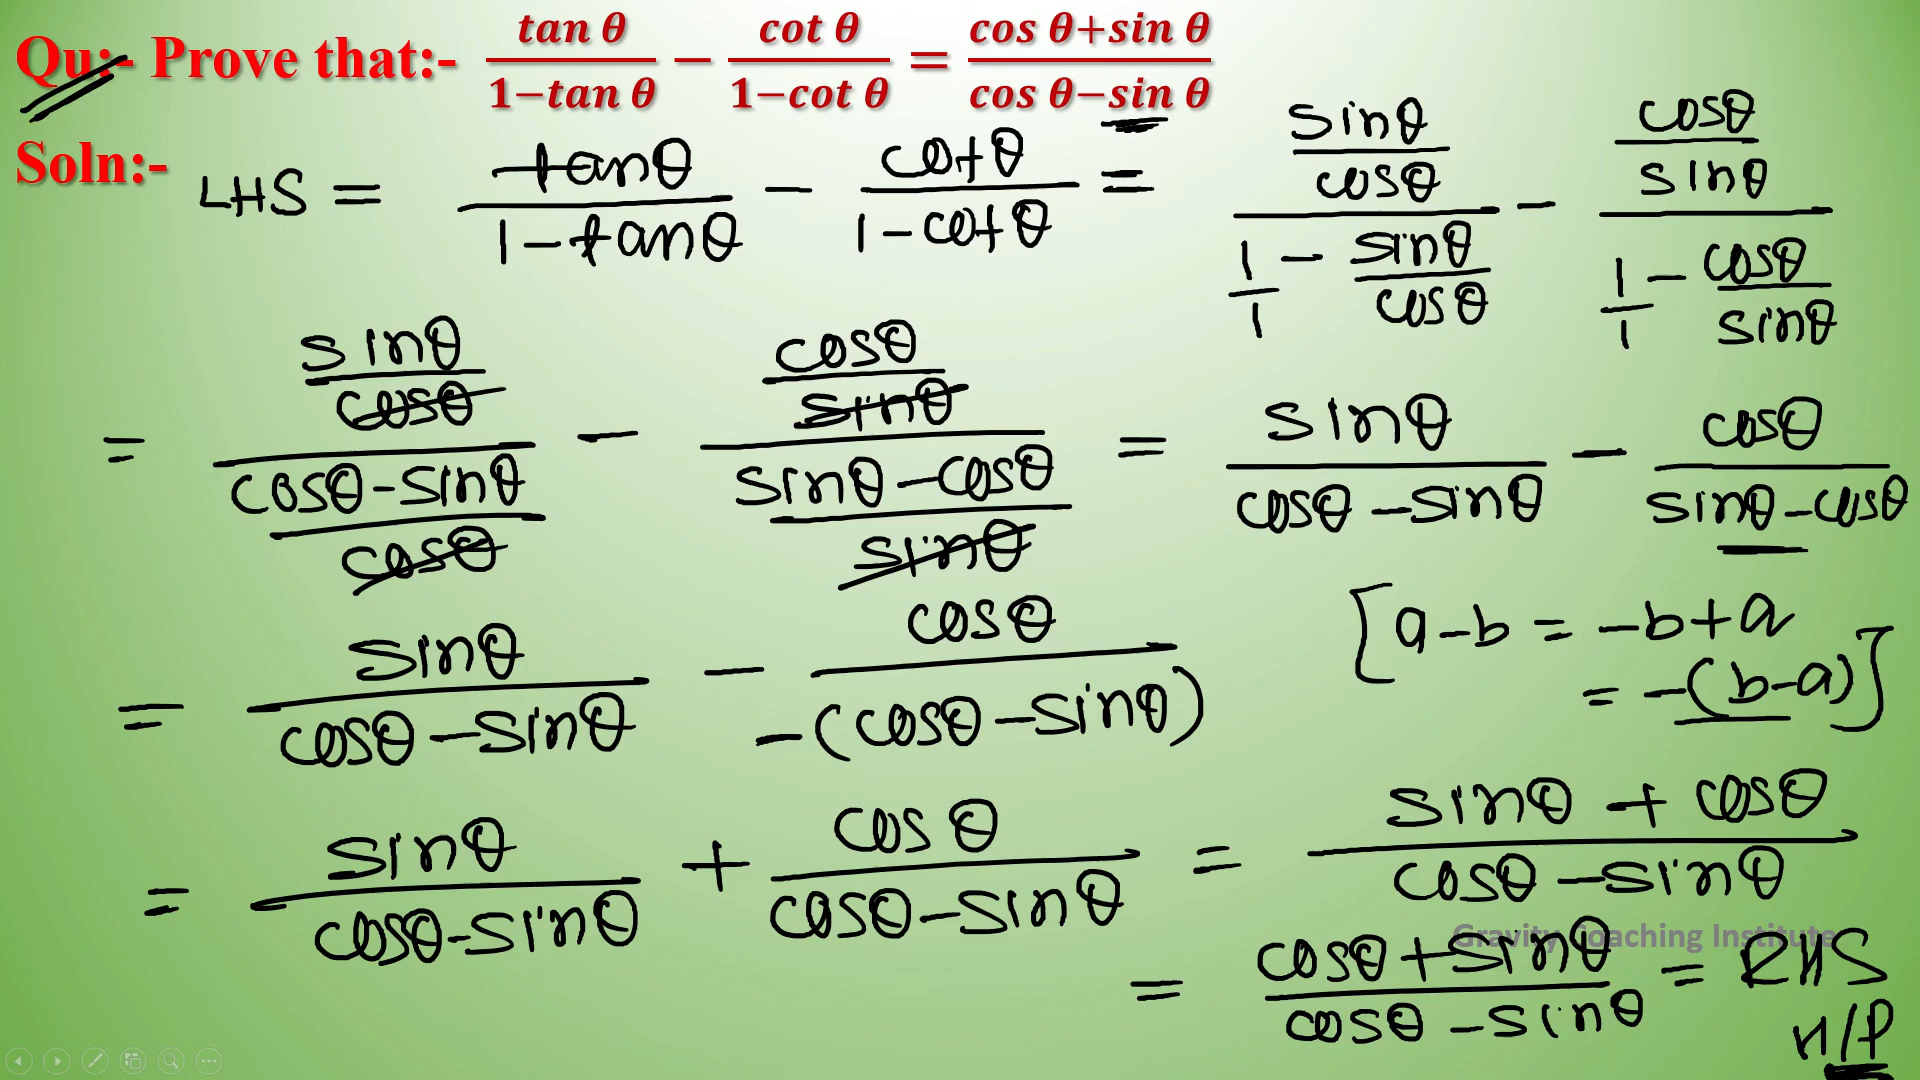 Qu:- Prove that:- tan θ/(1−tan θ) − cot θ/(1−cot θ) = (cos θ+sin θ)/(cos θ−sin θ)
Soln:- LHS = tanθ/(1-tanθ) - cotθ/(1-cotθ) = (sinθ/cosθ)/(1/1 - sinθ/cosθ) - (cosθ/sinθ)/(1/1 - cosθ/sinθ)
= (sinθ/cosθ)/((cosθ-sinθ)/cosθ) - (cosθ/sinθ)/((sinθ-cosθ)/sinθ) = sinθ/(cosθ-sinθ) - cosθ/(sinθ-cosθ)
[a-b = -b+a
= -(b-a)]
= sinθ/(cosθ-sinθ) - cosθ/-(cosθ-sinθ)
= sinθ/(cosθ-sinθ) + cosθ/(cosθ-sinθ) = (sinθ+cosθ)/(cosθ-sinθ)
Gravity Coaching Institute
= (cosθ+sinθ)/(cosθ-sinθ) = RHS
H/P